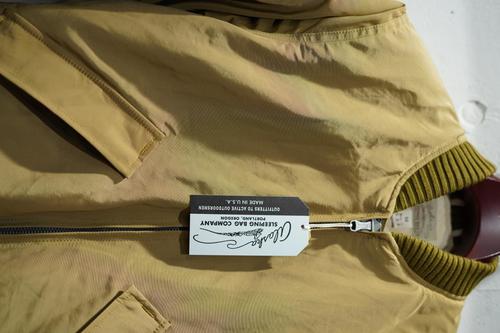 Alaska
SLEEPING BAG COMPANY
PORTLAND, OREGON
OUTFITTERS TO ACTIVE OUTDOORSMEN
MADE IN U.S.A.